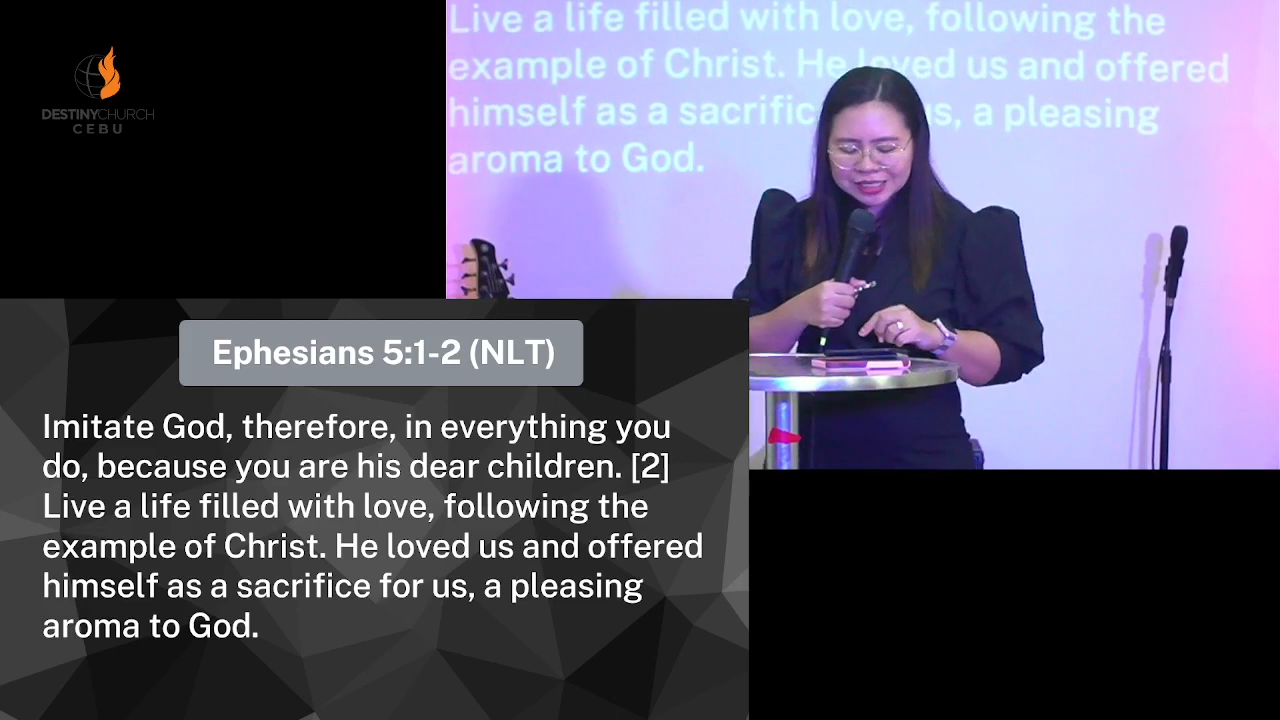 DESTINYCHURCH
CEBU
Live a life filled with love, following the
example of Christ. He loved us and offered
himself as a sacrific us, a pleasing
aroma to God.
Ephesians 5:1-2 (NLT)
Imitate God, therefore, in everything you
do, because you are his dear children. [2]
Live a life filled with love, following the
example of Christ. He loved us and offered
himself as a sacrifice for us, a pleasing
aroma to God.